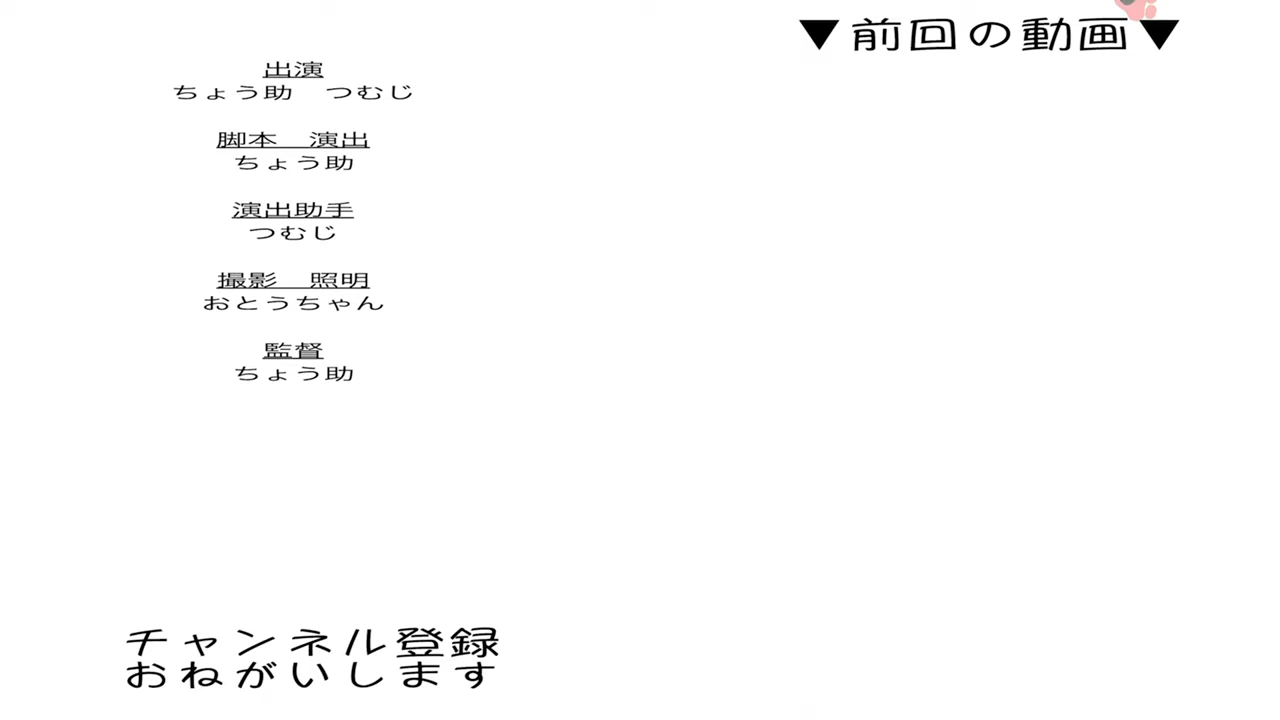 ▼前回の動画▼
出演
ちょう助　つむじ
脚本　演出
ちょう助
演出助手
つむじ
撮影　照明
おとうちゃん
監督
ちょう助
チャンネル登録
おねがいします